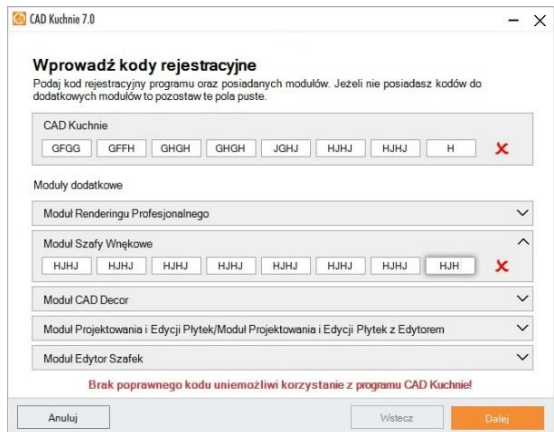 CAD Kuchnie 7.0
Wprowadź kody rejestracyjne
Podaj kod rejestracyjny programu oraz posiadanych modułów. Jeżeli nie posiadasz kodów do
dodatkowych modułów to pozostaw te pola puste.
CAD Kuchnie
GFGG GFFH GHGH GHGH JGHJ HJHJ HJHJ H
Moduły dodatkowe
Moduł Renderingu Profesjonalnego
Moduł Szafy Wnękowe
HJHJ HJHJ HJHJ HJHJ HJHJ HJHJ HJHJ HJH
Moduł CAD Decor
Moduł Projektowania i Edycji Płytek/Moduł Projektowania i Edycji Płytek z Edytorem
Moduł Edytor Szafek
Brak poprawnego kodu uniemożliwi korzystanie z programu CAD Kuchnie!
Anuluj Wstecz Dalej